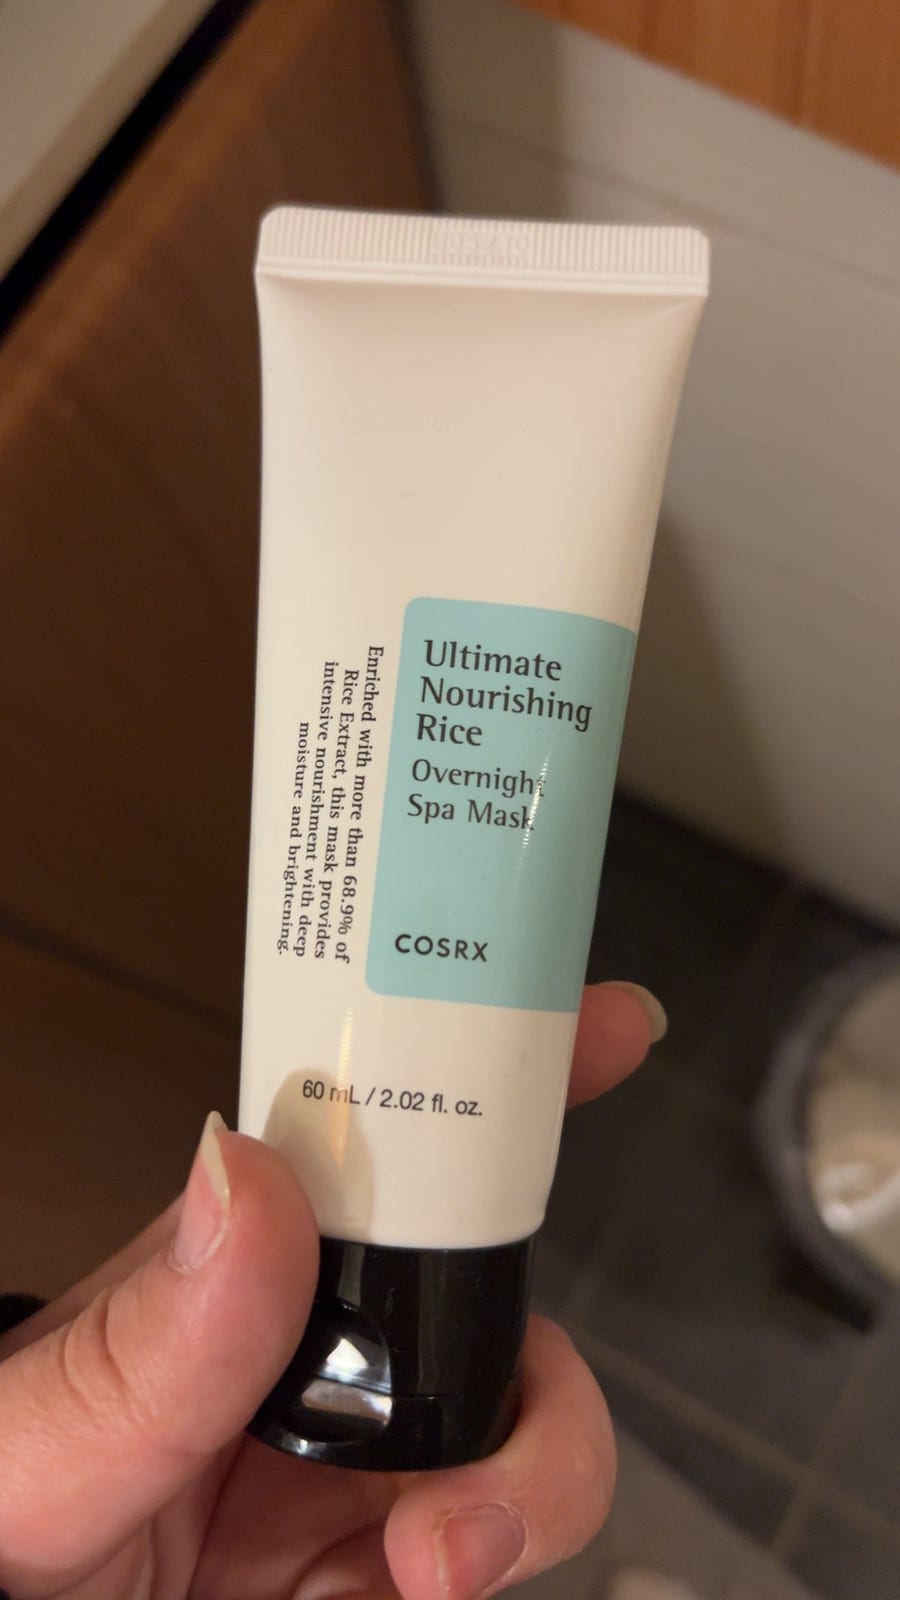 Ultimate
Nourishing
Rice
Overnight
Spa Mask
COSRX
Enriched with more than 68.9% of
Rice Extract, this mask provides
intensive nourishment with deep
moisture and brightening.
60 mL / 2.02 fl. oz.